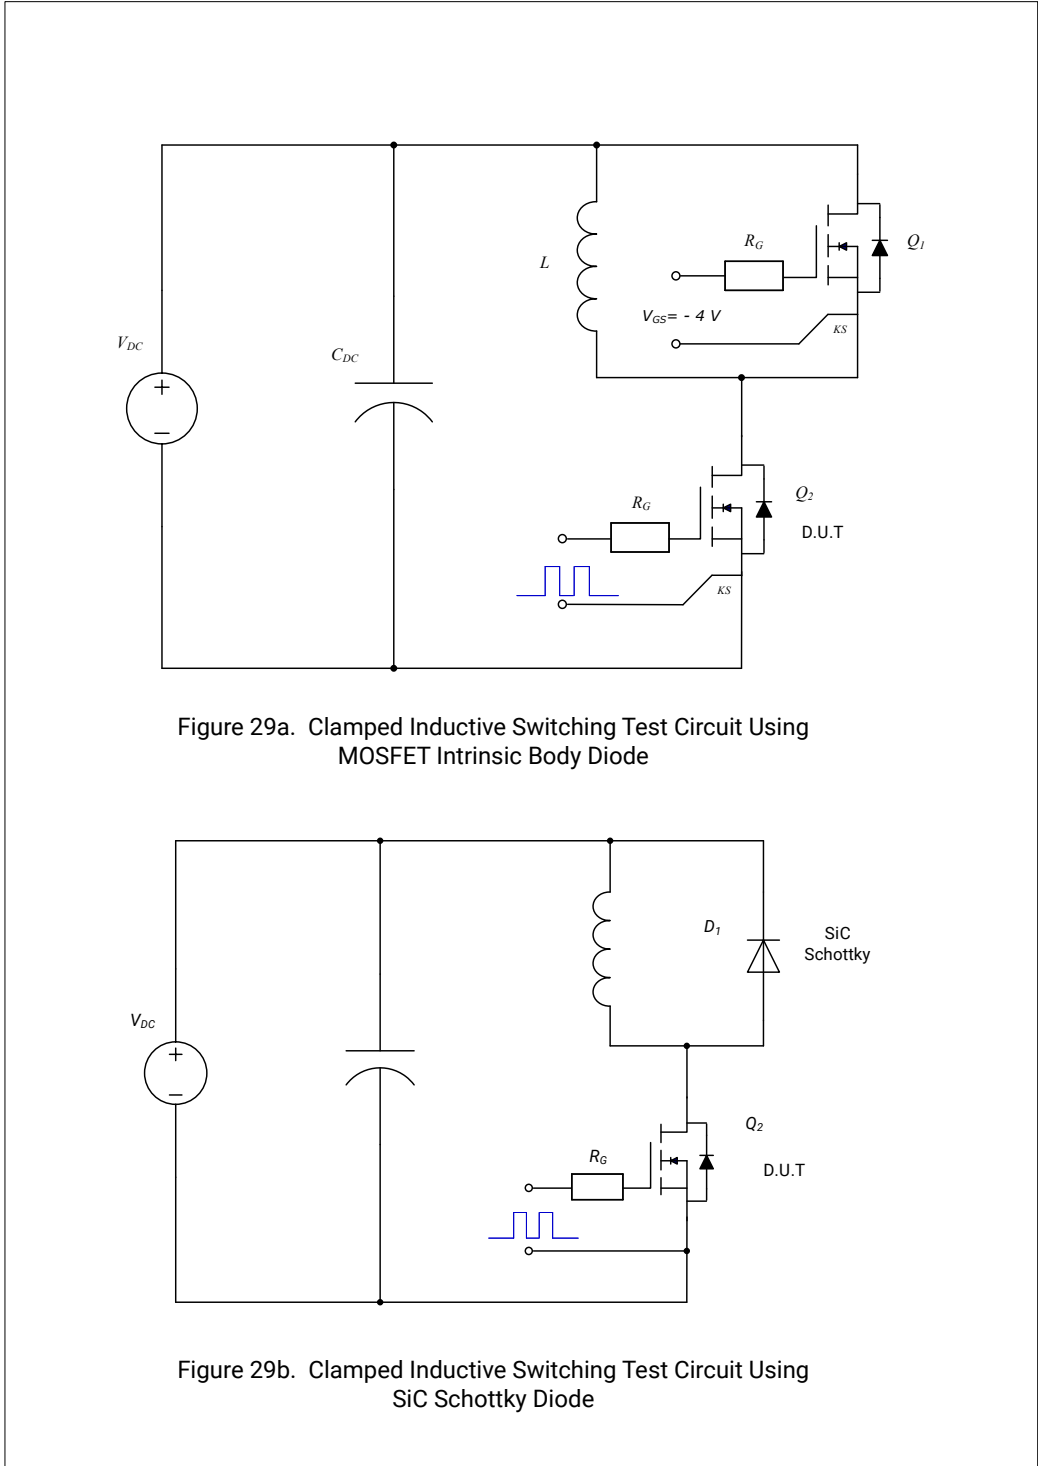 R_G
Q_1
L
V_GS= - 4 V
KS
V_DC
C_DC
+
−
Q_2
R_G
D.U.T
KS
Figure 29a. Clamped Inductive Switching Test Circuit Using
MOSFET Intrinsic Body Diode
D_1
SiC
Schottky
V_DC
+
−
Q_2
R_G
D.U.T
Figure 29b. Clamped Inductive Switching Test Circuit Using
SiC Schottky Diode